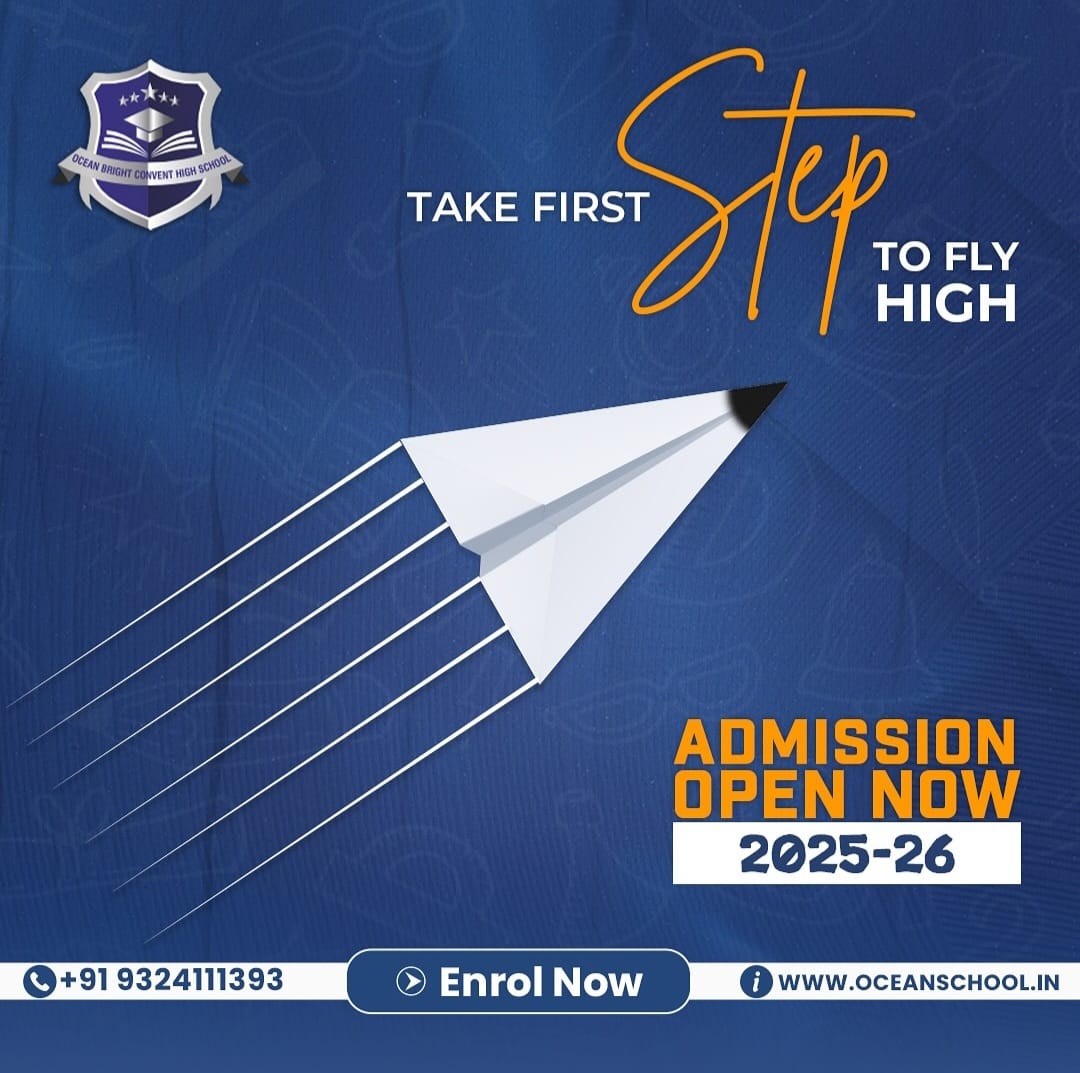 OCEAN BRIGHT CONVENT HIGH SCHOOL
TAKE FIRST Step
TO FLY
HIGH
ADMISSION
OPEN NOW
2025-26
+91 9324111393
Enrol Now
WWW.OCEANSCHOOL.IN